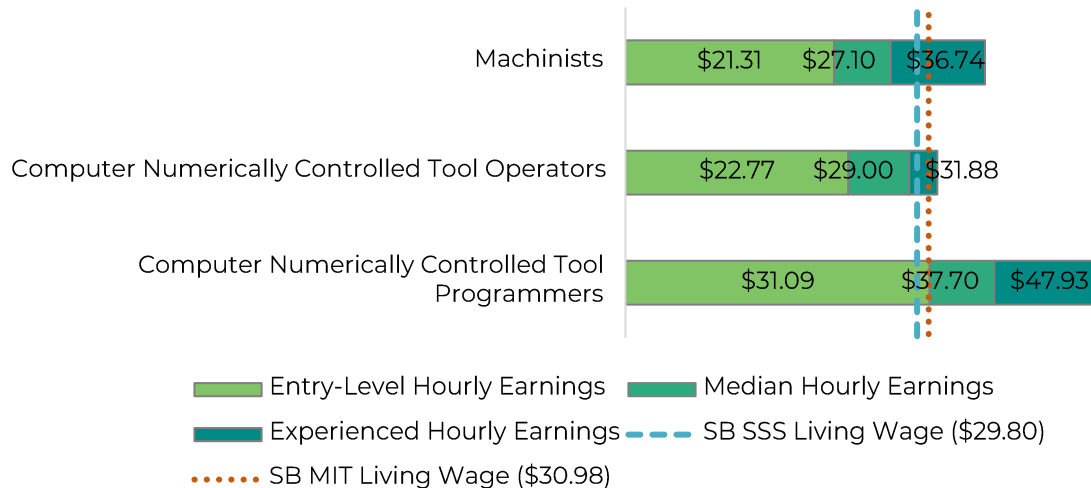 Machinists
$21.31 $27.10 $36.74
Computer Numerically Controlled Tool Operators
$22.77 $29.00 $31.88
Computer Numerically Controlled Tool
Programmers
$31.09 $37.70 $47.93
Entry-Level Hourly Earnings
Median Hourly Earnings
Experienced Hourly Earnings
SB SSS Living Wage ($29.80)
SB MIT Living Wage ($30.98)